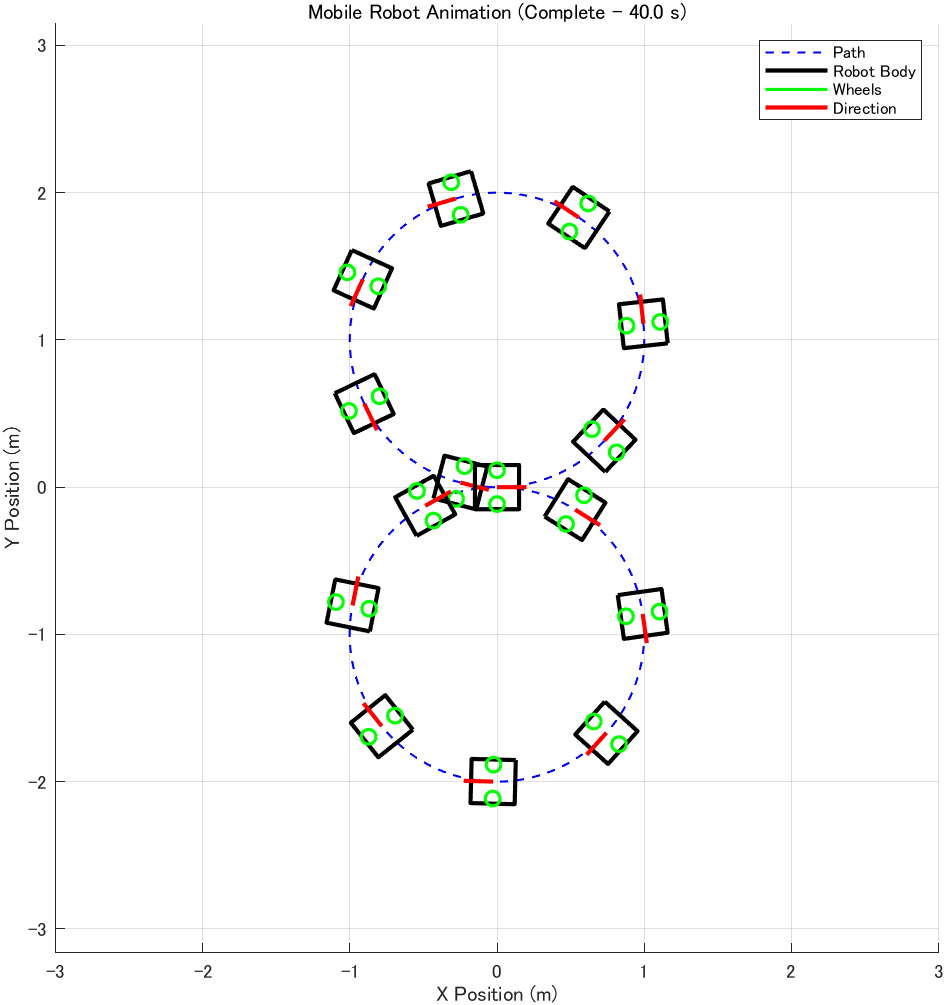 Mobile Robot Animation (Complete - 40.0 s)
Path
Robot Body
Wheels
Direction
3
2
1
0
-1
-2
-3
Y Position (m)
-3
-2
-1
0
1
2
3
X Position (m)